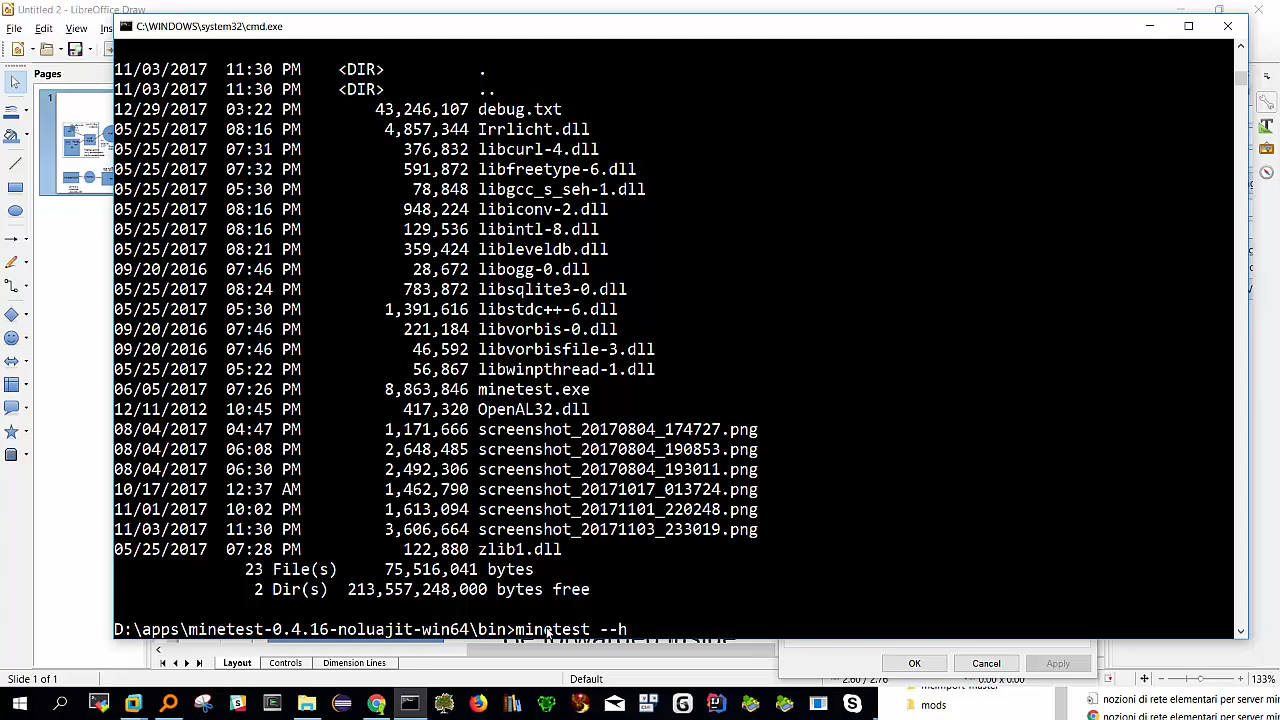 Untitled 2 - LibreOffice Draw
File Edit View Ins
C:\WINDOWS\system32\cmd.exe
Pages
1
11/03/2017 11:30 PM <DIR> .
11/03/2017 11:30 PM <DIR> ..
12/29/2017 03:22 PM 43,246,107 debug.txt
05/25/2017 08:16 PM 4,857,344 Irrlicht.dll
05/25/2017 07:31 PM 376,832 libcurl-4.dll
05/25/2017 07:32 PM 591,872 libfreetype-6.dll
05/25/2017 05:30 PM 78,848 libgcc_s_seh-1.dll
05/25/2017 08:16 PM 948,224 libiconv-2.dll
05/25/2017 08:16 PM 129,536 libintl-8.dll
05/25/2017 08:21 PM 359,424 libleveldb.dll
09/20/2016 07:46 PM 28,672 libogg-0.dll
05/25/2017 08:24 PM 783,872 libsqlite3-0.dll
05/25/2017 05:30 PM 1,391,616 libstdc++-6.dll
09/20/2016 07:46 PM 221,184 libvorbis-0.dll
09/20/2016 07:46 PM 46,592 libvorbisfile-3.dll
05/25/2017 05:22 PM 56,867 libwinpthread-1.dll
06/05/2017 07:26 PM 8,863,846 minetest.exe
12/11/2012 10:45 PM 417,320 OpenAL32.dll
08/04/2017 04:47 PM 1,171,666 screenshot_20170804_174727.png
08/04/2017 06:08 PM 2,648,485 screenshot_20170804_190853.png
08/04/2017 06:30 PM 2,492,306 screenshot_20170804_193011.png
10/17/2017 12:37 AM 1,462,790 screenshot_20171017_013724.png
11/01/2017 10:02 PM 1,613,094 screenshot_20171101_220248.png
11/03/2017 11:30 PM 3,606,664 screenshot_20171103_233019.png
05/25/2017 07:28 PM 122,880 zlib1.dll
23 File(s) 75,516,041 bytes
2 Dir(s) 213,557,248,000 bytes free
D:\apps\minetest-0.4.16-noluajit-win64\bin>minetest --h
Layout Controls Dimension Lines
OK Cancel Apply
Slide 1 of 1 Default 133%
mods
nozioni di rete elementari per server mi
nozioni di rete elementari per server mi